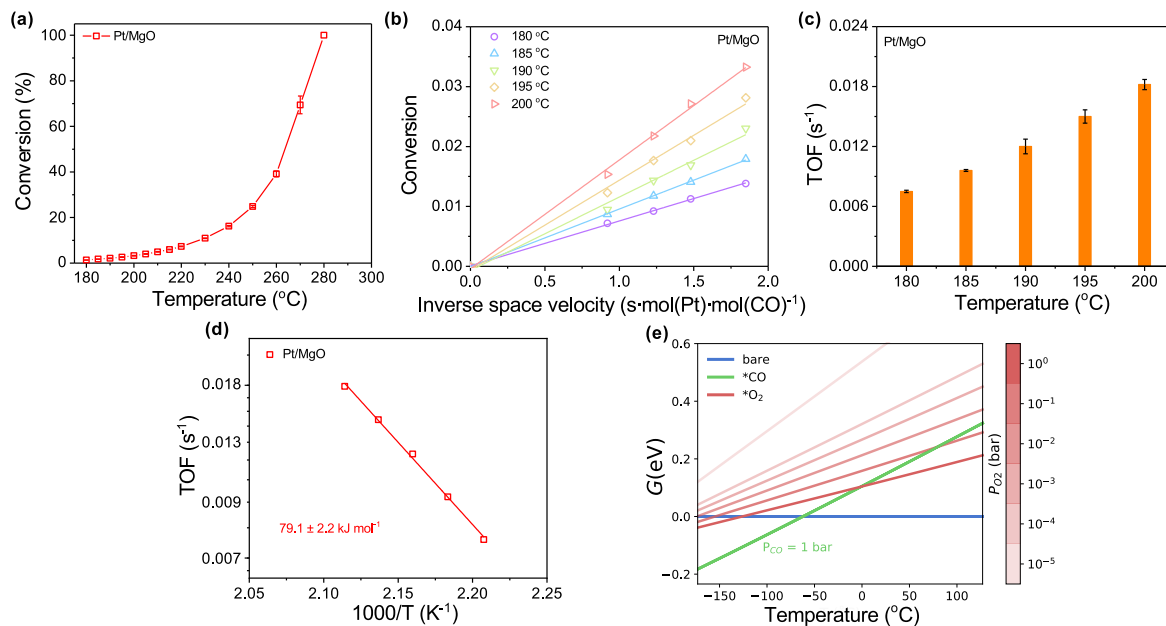 (a)
Pt/MgO
100
80
60
40
20
0
180 200 220 240 260 280 300
Conversion (%)
Temperature (°C)
(b)
180 °C
185 °C
190 °C
195 °C
200 °C
Pt/MgO
0.04
0.03
0.02
0.01
0.00
0.0 0.5 1.0 1.5 2.0
Conversion
Inverse space velocity (s·mol(Pt)·mol(CO)⁻¹)
(c)
Pt/MgO
0.024
0.018
0.012
0.006
0.000
180 185 190 195 200
TOF (s⁻¹)
Temperature (°C)
(d)
Pt/MgO
0.018
0.013
0.009
0.007
79.1 ± 2.2 kJ mol⁻¹
2.05 2.10 2.15 2.20 2.25
TOF (s⁻¹)
1000/T (K⁻¹)
(e)
bare
*CO
*O₂
0.6
0.4
0.2
0.0
−0.2
P_CO = 1 bar
−150 −100 −50 0 50 100
G(eV)
Temperature (°C)
10⁰
10⁻¹
10⁻²
10⁻³
10⁻⁴
10⁻⁵
P_O2 (bar)